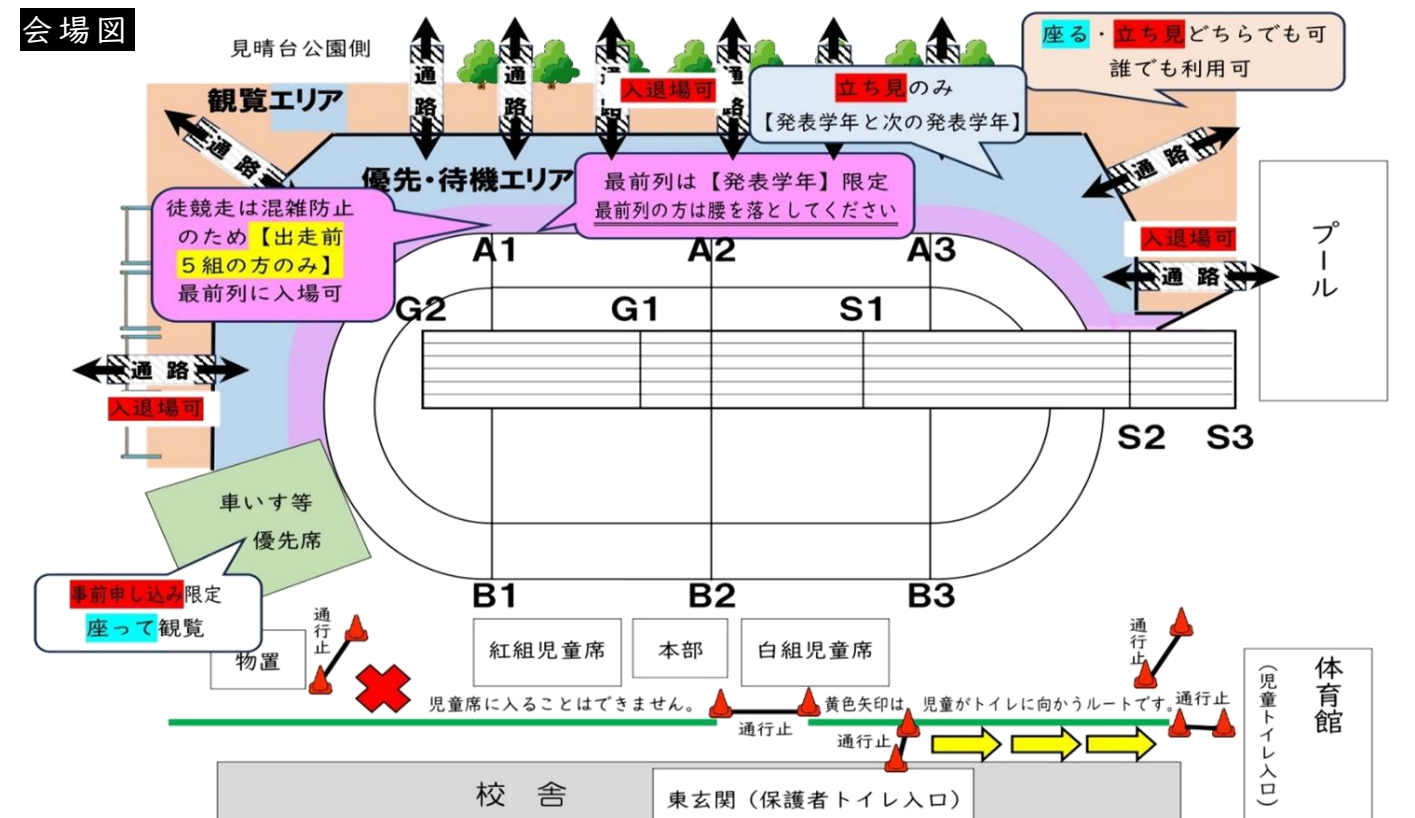 会場図
見晴台公園側
観覧エリア
通路
通路
通路
通路
入退場可
座る・立ち見どちらでも可
誰でも利用可
立ち見のみ
【発表学年と次の発表学年】
通路
通路
優先・待機エリア
最前列は【発表学年】限定
最前列の方は腰を落としてください
徒競走は混雑防止
のため【出走前
５組の方のみ】
最前列に入場可
入退場可
通路
プール
A1
A2
A3
G2
G1
S1
通路
入退場可
S2
S3
車いす等
優先席
事前申し込み限定
座って観覧
B1
B2
B3
通行止
物置
紅組児童席
本部
白組児童席
通行止
体育館
（児童トイレ入口）
児童席に入ることはできません。
黄色矢印は、児童がトイレに向かうルートです。
通行止
通行止
通行止
校舎
東玄関（保護者トイレ入口）